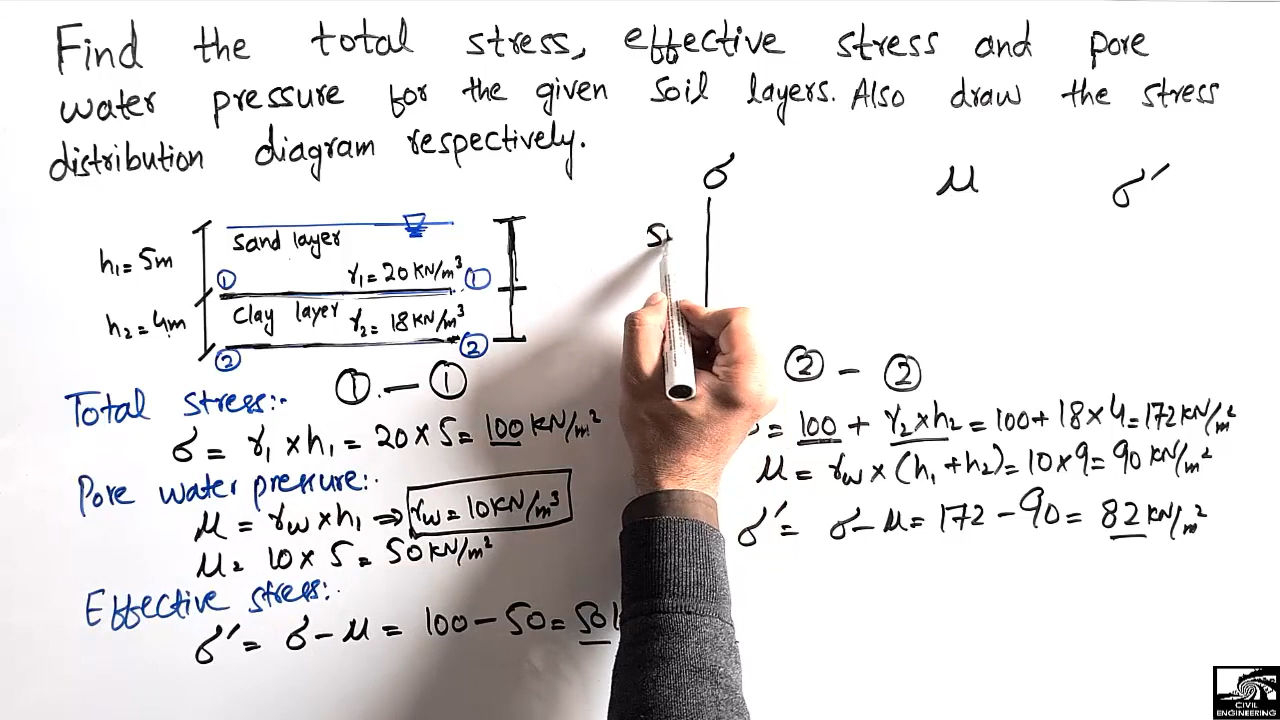 Find the total stress, effective stress and pore
water pressure for the given soil layers. Also draw the stress
distribution diagram respectively.
σ μ σ′
h₁= 5m
h₂= 4m
Sand layer
γ₁= 20 KN/m³
① ①
Clay layer γ₂= 18 KN/m³
② ②
① — ①
Total stress:-
σ = γ₁ × h₁ = 20 × 5 = 100 KN/m²
Pore water pressure:-
μ = γw × h₁ ⇒ γw = 10 KN/m³
μ = 10 × 5 = 50 KN/m²
Effective stress:-
σ′ = σ - μ = 100 - 50 = 50
② - ②
= 100 + γ₂×h₂ = 100 + 18 × 4 = 172 KN/m²
μ = γw × (h₁+h₂) = 10 × 9 = 90 KN/m²
σ′ = σ - μ = 172 - 90 = 82 KN/m²
CIVIL
ENGINEERING